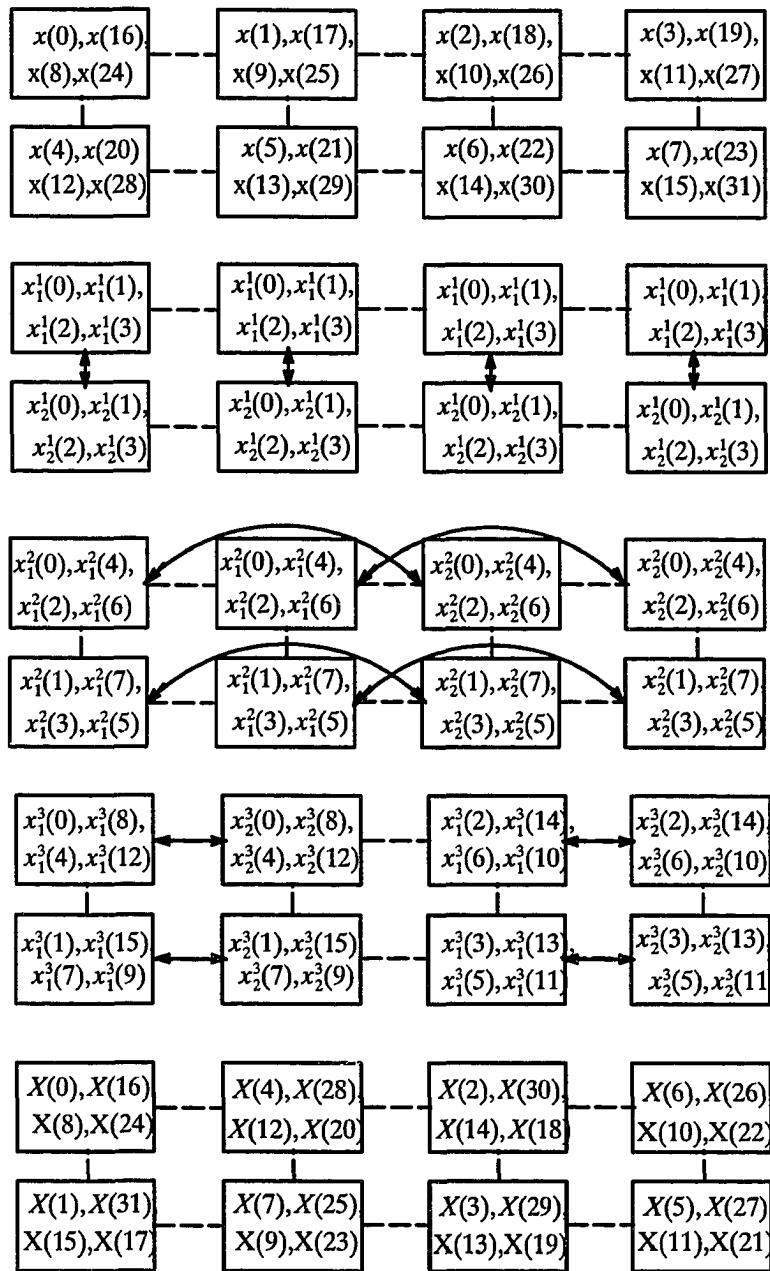 x(0),x(16), x(1),x(17), x(2),x(18), x(3),x(19),
x(8),x(24) x(9),x(25) x(10),x(26) x(11),x(27)
x(4),x(20) x(5),x(21) x(6),x(22) x(7),x(23)
x(12),x(28) x(13),x(29) x(14),x(30) x(15),x(31)
x₁¹(0),x₁¹(1), x₁¹(0),x₁¹(1), x₁¹(0),x₁¹(1), x₁¹(0),x₁¹(1)
x₁¹(2),x₁¹(3) x₁¹(2),x₁¹(3) x₁¹(2),x₁¹(3) x₁¹(2),x₁¹(3)
x₂¹(0),x₂¹(1), x₂¹(0),x₂¹(1), x₂¹(0),x₂¹(1), x₂¹(0),x₂¹(1),
x₂¹(2),x₂¹(3) x₂¹(2),x₂¹(3) x₂¹(2),x₂¹(3) x₂¹(2),x₂¹(3)
x₁²(0),x₁²(4), x₁²(0),x₁²(4), x₂²(0),x₂²(4), x₂²(0),x₂²(4),
x₁²(2),x₁²(6) x₁²(2),x₁²(6) x₂²(2),x₂²(6) x₂²(2),x₂²(6)
x₁²(1),x₁²(7), x₁²(1),x₁²(7), x₂²(1),x₂²(7), x₂²(1),x₂²(7)
x₁²(3),x₁²(5) x₁²(3),x₁²(5) x₂²(3),x₂²(5) x₂²(3),x₂²(5)
x₁³(0),x₁³(8), x₂³(0),x₂³(8), x₁³(2),x₁³(14), x₂³(2),x₂³(14),
x₁³(4),x₁³(12) x₂³(4),x₂³(12) x₁³(6),x₁³(10) x₂³(6),x₂³(10)
x₁³(1),x₁³(15) x₂³(1),x₂³(15) x₁³(3),x₁³(13), x₂³(3),x₂³(13),
x₁³(7),x₁³(9) x₂³(7),x₂³(9) x₁³(5),x₁³(11) x₂³(5),x₂³(11
X(0),X(16) X(4),X(28) X(2),X(30) X(6),X(26)
X(8),X(24) X(12),X(20) X(14),X(18) X(10),X(22)
X(1),X(31) X(7),X(25) X(3),X(29) X(5),X(27)
X(15),X(17) X(9),X(23) X(13),X(19) X(11),X(21)